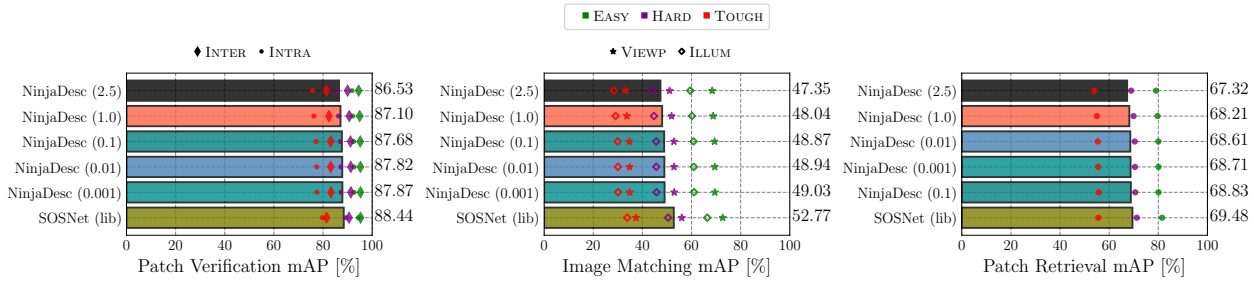 EASY HARD TOUGH
INTER INTRA
VIEWP ILLUM
NinjaDesc (2.5) 86.53
NinjaDesc (1.0) 87.10
NinjaDesc (0.1) 87.68
NinjaDesc (0.01) 87.82
NinjaDesc (0.001) 87.87
SOSNet (lib) 88.44
0 20 40 60 80 100
Patch Verification mAP [%]
NinjaDesc (2.5) 47.35
NinjaDesc (1.0) 48.04
NinjaDesc (0.1) 48.87
NinjaDesc (0.01) 48.94
NinjaDesc (0.001) 49.03
SOSNet (lib) 52.77
0 20 40 60 80 100
Image Matching mAP [%]
NinjaDesc (2.5) 67.32
NinjaDesc (1.0) 68.21
NinjaDesc (0.01) 68.61
NinjaDesc (0.001) 68.71
NinjaDesc (0.1) 68.83
SOSNet (lib) 69.48
0 20 40 60 80 100
Patch Retrieval mAP [%]